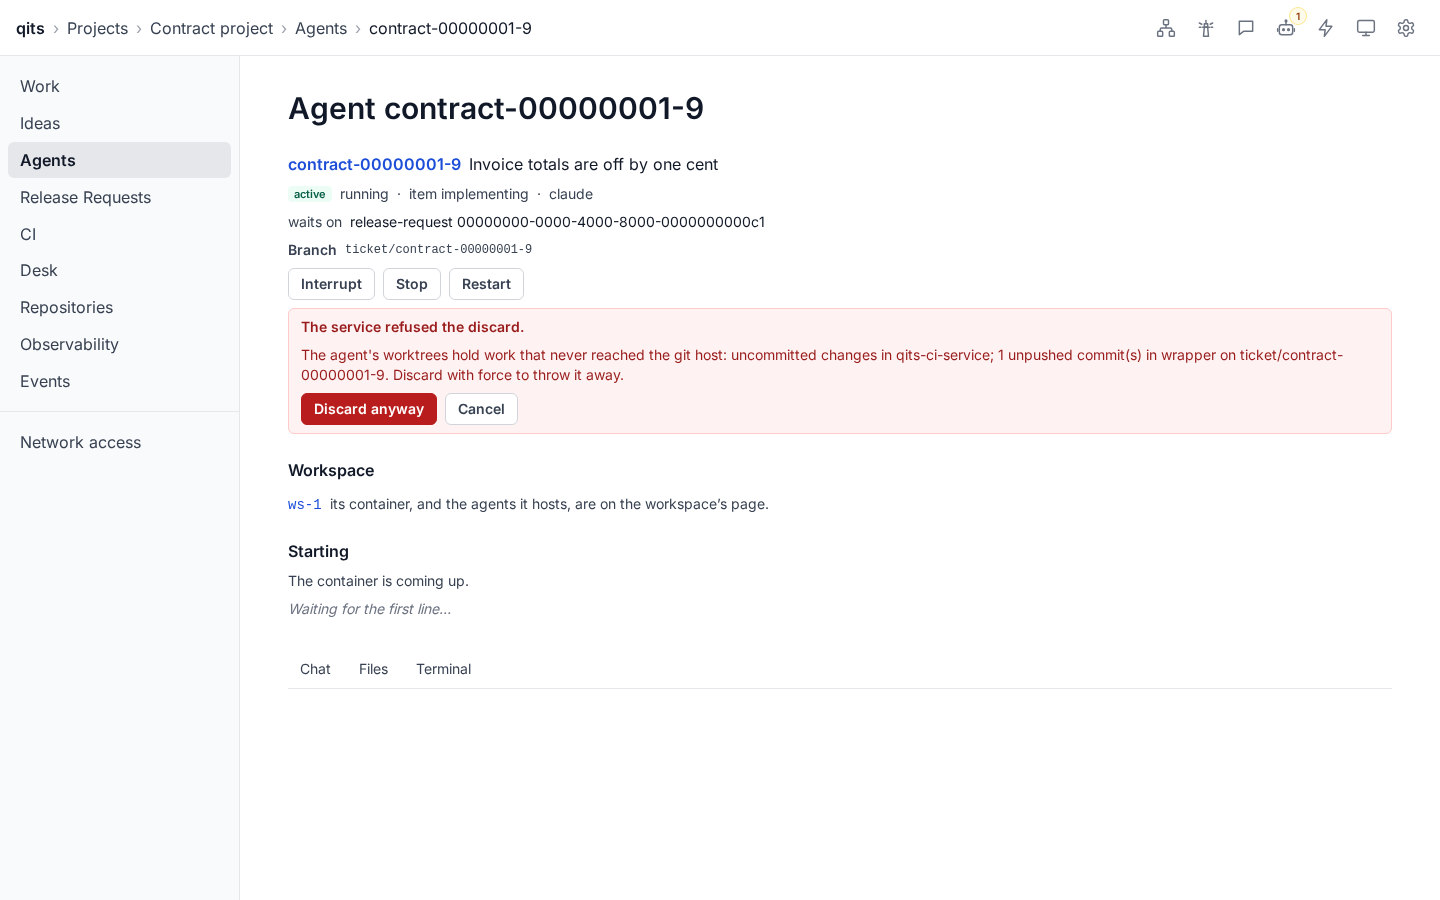 qits › Projects › Contract project › Agents › contract-00000001-9
1
Work
Ideas
Agents
Release Requests
CI
Desk
Repositories
Observability
Events
Network access
Agent contract-00000001-9
contract-00000001-9 Invoice totals are off by one cent
active running · item implementing · claude
waits on release-request 00000000-0000-4000-8000-0000000000c1
Branch ticket/contract-00000001-9
Interrupt Stop Restart
The service refused the discard.
The agent's worktrees hold work that never reached the git host: uncommitted changes in qits-ci-service; 1 unpushed commit(s) in wrapper on ticket/contract-
00000001-9. Discard with force to throw it away.
Discard anyway Cancel
Workspace
ws-1 its container, and the agents it hosts, are on the workspace’s page.
Starting
The container is coming up.
Waiting for the first line…
Chat Files Terminal